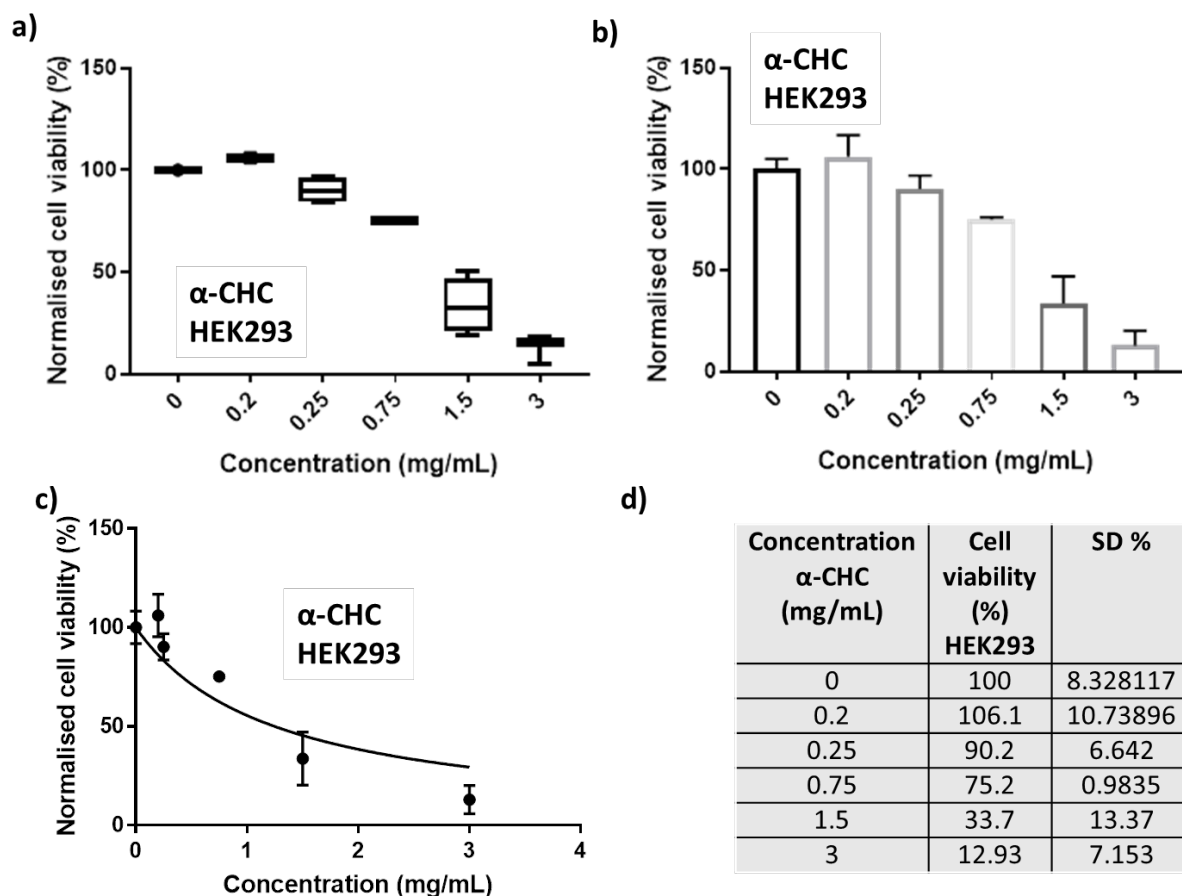 a)
Normalised cell viability (%)
150
100
50
0
α-CHC
HEK293
0 0.2 0.25 0.75 1.5 3
Concentration (mg/mL)
b)
Normalised cell viability (%)
150
100
50
0
α-CHC
HEK293
0 0.2 0.25 0.75 1.5 3
Concentration (mg/mL)
c)
Normalised cell viability (%)
150
100
50
0
α-CHC
HEK293
0 1 2 3 4
Concentration (mg/mL)
d)
Concentration α-CHC (mg/mL) Cell viability (%) HEK293 SD %
0 100 8.328117
0.2 106.1 10.73896
0.25 90.2 6.642
0.75 75.2 0.9835
1.5 33.7 13.37
3 12.93 7.153